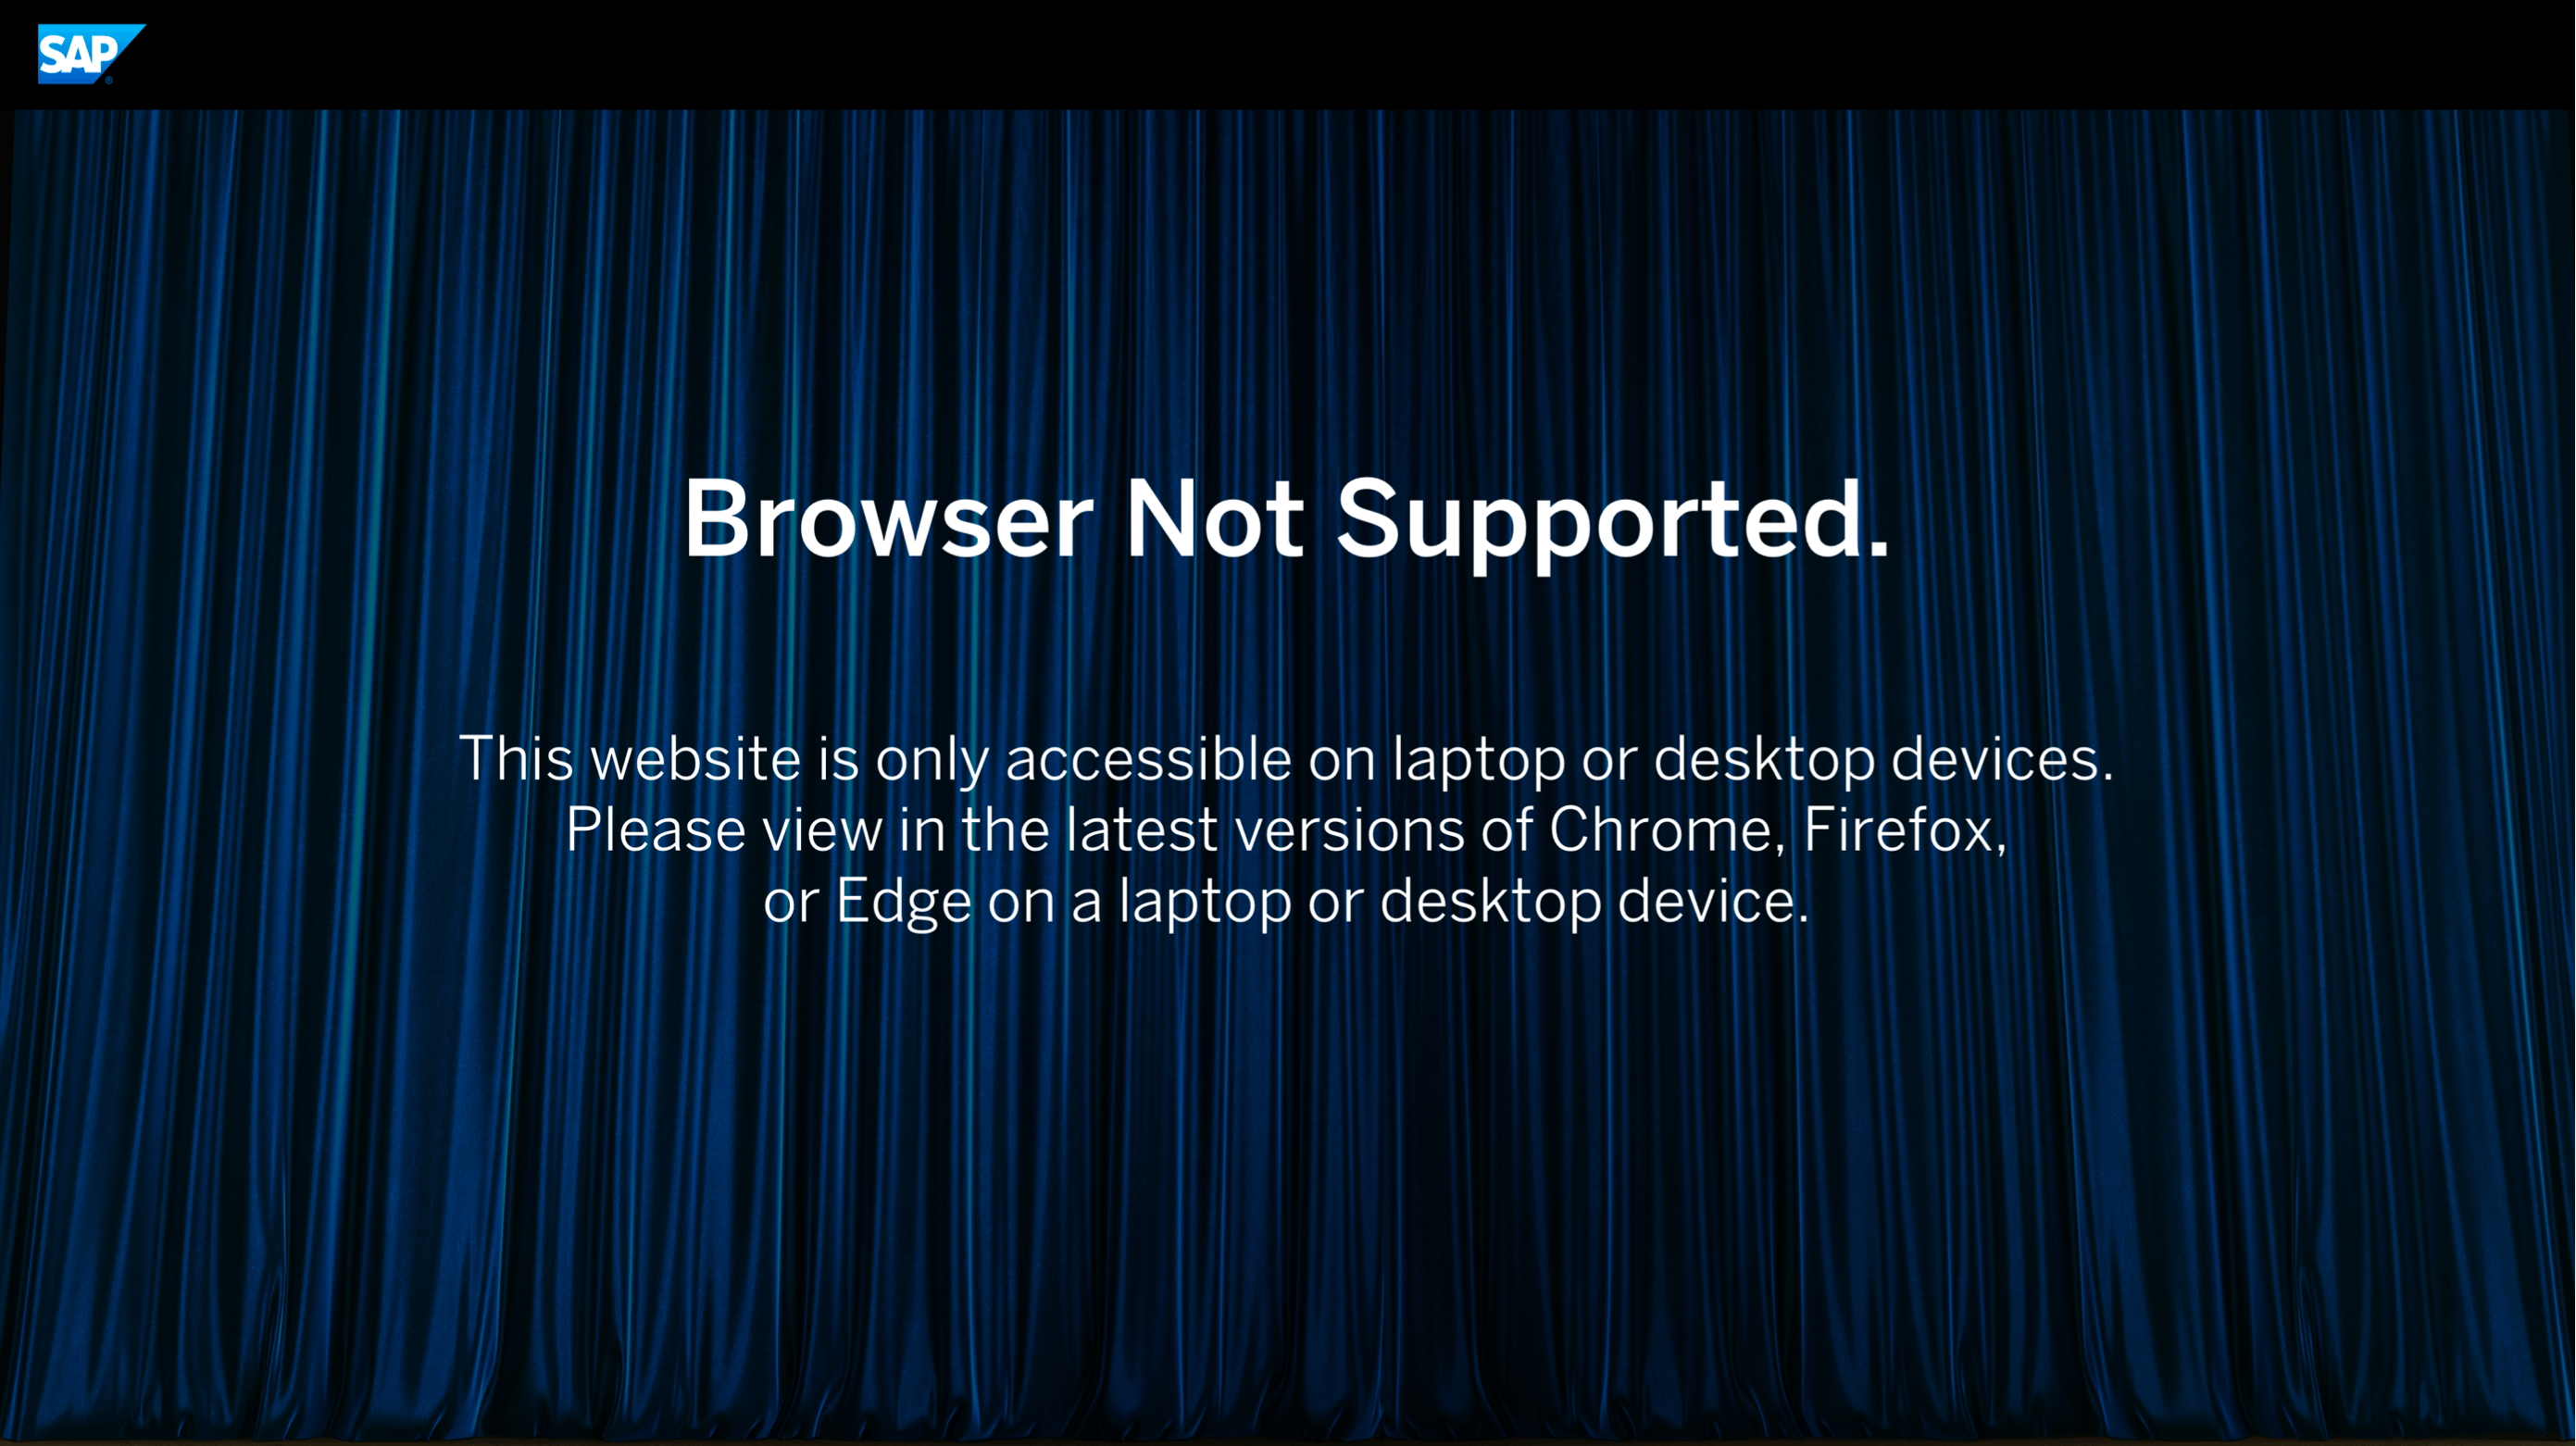 SAP
Browser Not Supported.
This website is only accessible on laptop or desktop devices.
Please view in the latest versions of Chrome, Firefox,
or Edge on a laptop or desktop device.